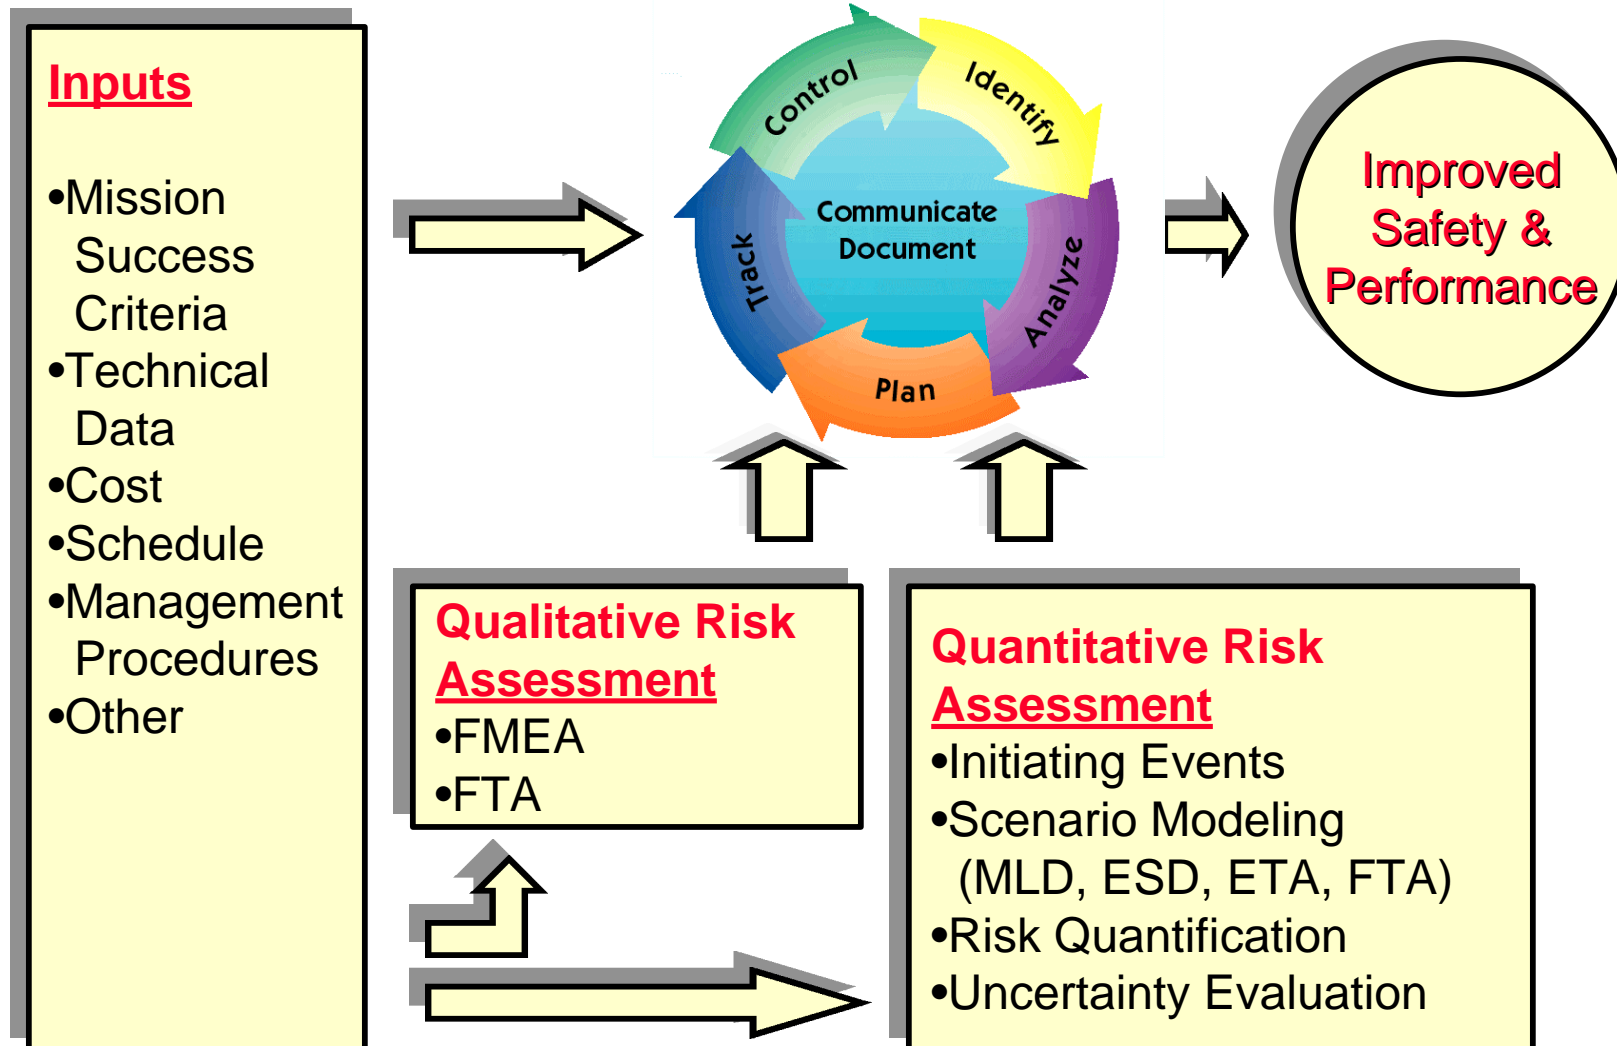 Inputs
•Mission
Success
Criteria
•Technical
Data
•Cost
•Schedule
•Management
Procedures
•Other
Control
Identify
Analyze
Plan
Track
Communicate
Document
Improved
Safety &
Performance
Qualitative Risk
Assessment
•FMEA
•FTA
Quantitative Risk
Assessment
•Initiating Events
•Scenario Modeling
(MLD, ESD, ETA, FTA)
•Risk Quantification
•Uncertainty Evaluation